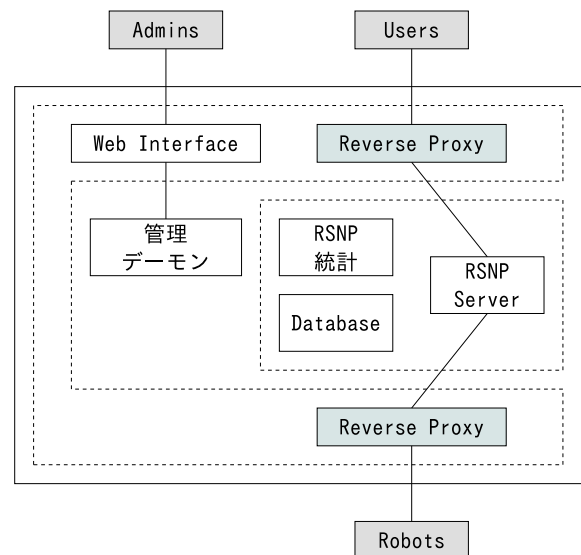 Admins
Users
Web Interface
Reverse Proxy
管理
デーモン
RSNP
統計
RSNP
Server
Database
Reverse Proxy
Robots